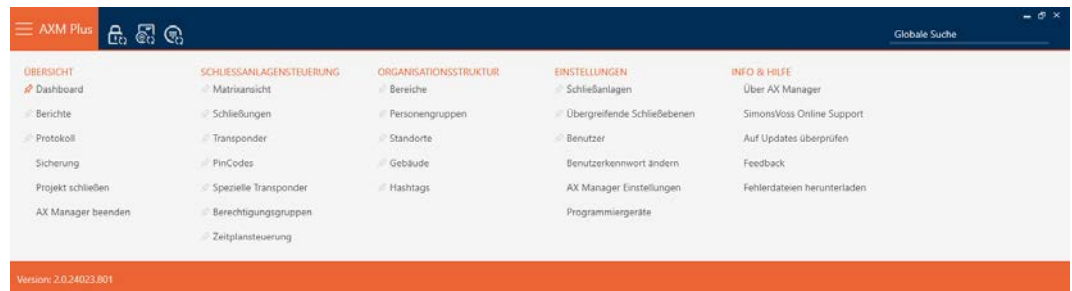 AXM Plus
Globale Suche
ÜBERSICHT
Dashboard
Berichte
Protokoll
Sicherung
Projekt schließen
AX Manager beenden
SCHLIESSANLAGENSTEUERUNG
Matrixansicht
Schließungen
Transponder
PinCodes
Spezielle Transponder
Berechtigungsgruppen
Zeitplansteuerung
ORGANISATIONSSTRUKTUR
Bereiche
Personengruppen
Standorte
Gebäude
Hashtags
EINSTELLUNGEN
Schließanlagen
Übergreifende Schließebenen
Benutzer
Benutzerkennwort ändern
AX Manager Einstellungen
Programmiergeräte
INFO & HILFE
Über AX Manager
SimonsVoss Online Support
Auf Updates überprüfen
Feedback
Fehlerdateien herunterladen
Version: 2.0.24023.801